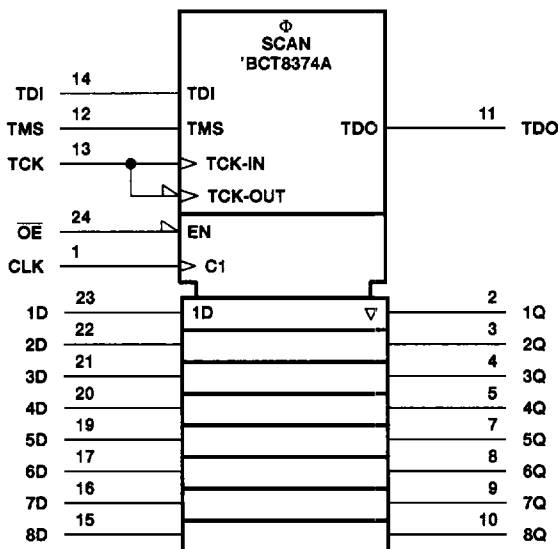 Φ
SCAN
'BCT8374A
TDI 14 TDI
TMS 12 TMS TDO 11 TDO
TCK 13 TCK-IN
TCK-OUT
OE 24 EN
CLK 1 C1
1D 23 1D ▽ 2 1Q
2D 22 3 2Q
3D 21 4 3Q
4D 20 5 4Q
5D 19 7 5Q
6D 17 8 6Q
7D 16 9 7Q
8D 15 10 8Q